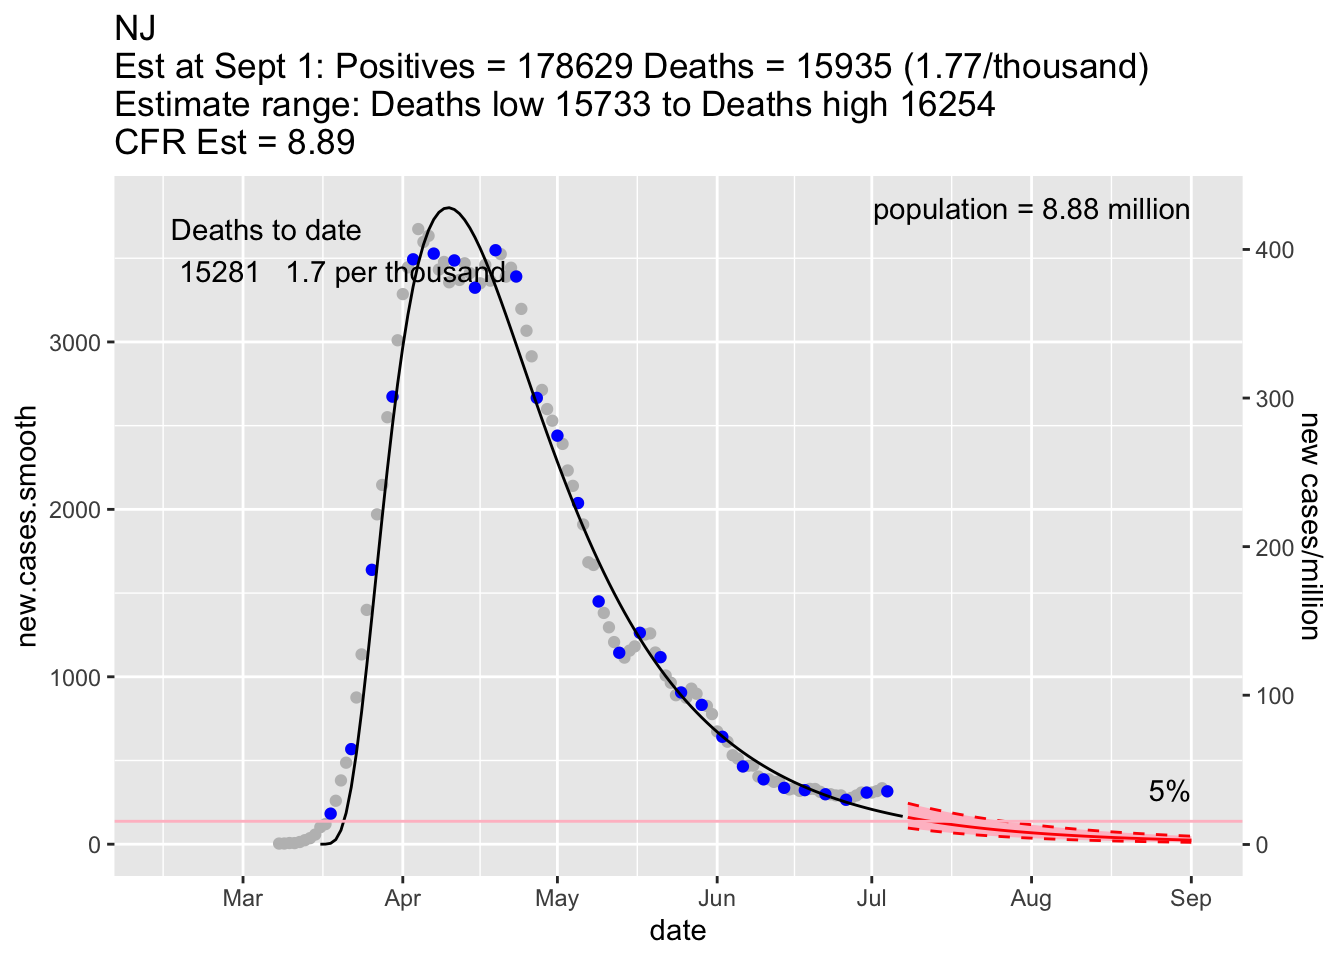 NJ
Est at Sept 1: Positives = 178629 Deaths = 15935 (1.77/thousand)
Estimate range: Deaths low 15733 to Deaths high 16254
CFR Est = 8.89
Deaths to date
15281 1.7 per thousand
population = 8.88 million
5%
new.cases.smooth
3000
2000
1000
0
400
300
200
100
0
new cases/million
Mar Apr May Jun Jul Aug Sep
date